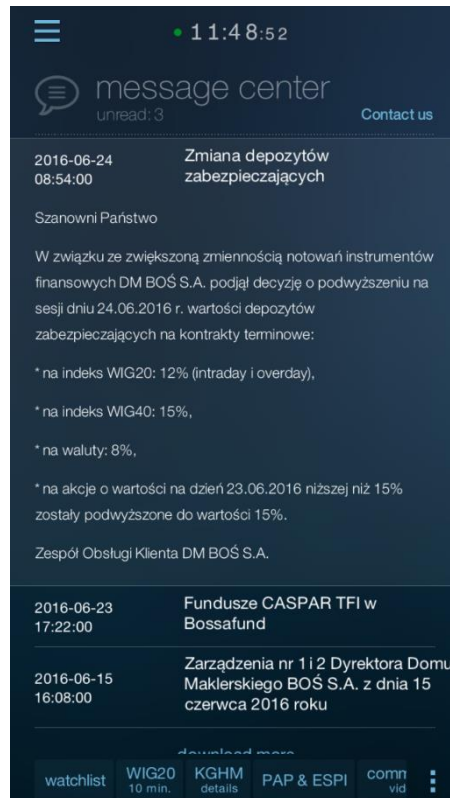 11:48:52
message center
unread: 3
Contact us
2016-06-24
08:54:00
Zmiana depozytów
zabezpieczających
Szanowni Państwo
W związku ze zwiększoną zmiennością notowań instrumentów
finansowych DM BOŚ S.A. podjął decyzję o podwyższeniu na
sesji dniu 24.06.2016 r. wartości depozytów
zabezpieczających na kontrakty terminowe:
* na indeks WIG20: 12% (intraday i overday),
* na indeks WIG40: 15%,
* na waluty: 8%,
* na akcje o wartości na dzień 23.06.2016 niższej niż 15%
zostały podwyższone do wartości 15%.
Zespół Obsługi Klienta DM BOŚ S.A.
2016-06-23
17:22:00
Fundusze CASPAR TFI w
Bossafund
2016-06-15
16:08:00
Zarządzenia nr 1 i 2 Dyrektora Domu
Maklerskiego BOŚ S.A. z dnia 15
czerwca 2016 roku
download more
watchlist
WIG20
10 min.
KGHM
details
PAP & ESPI
comm
vid